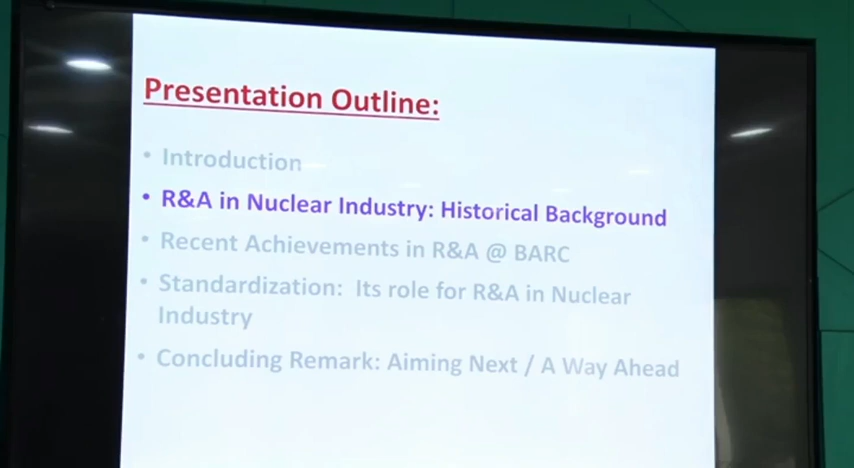 Presentation Outline:
• Introduction
• R&A in Nuclear Industry: Historical Background
• Recent Achievements in R&A @ BARC
• Standardization: Its role for R&A in Nuclear
Industry
• Concluding Remark: Aiming Next / A Way Ahead